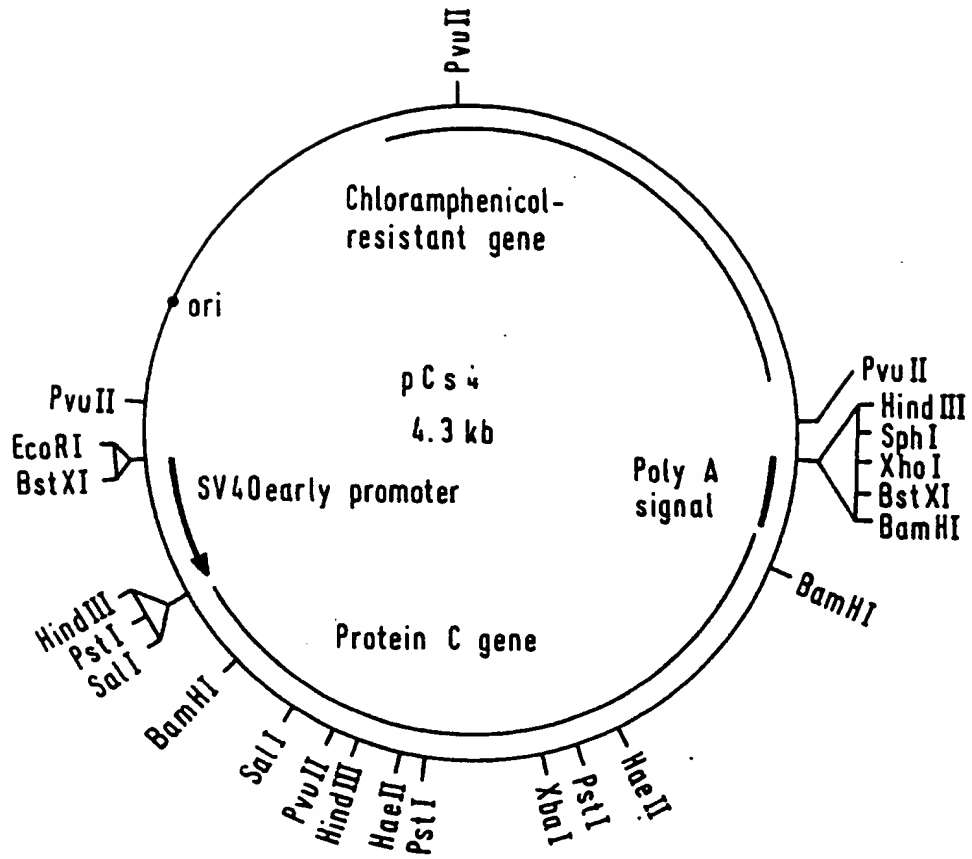 PvuII
Chloramphenicol-
resistant gene
ori
pCs4
4.3 kb
PvuII
EcoRI
BstXI
SV40early promoter
Poly A
signal
PvuII
HindIII
SphI
XhoI
BstXI
BamHI
BamHI
Protein C gene
HindIII
PstI
SalI
BamHI
SalI
PvuII
HindIII
HaeII
PstI
XbaI
PstI
HaeII